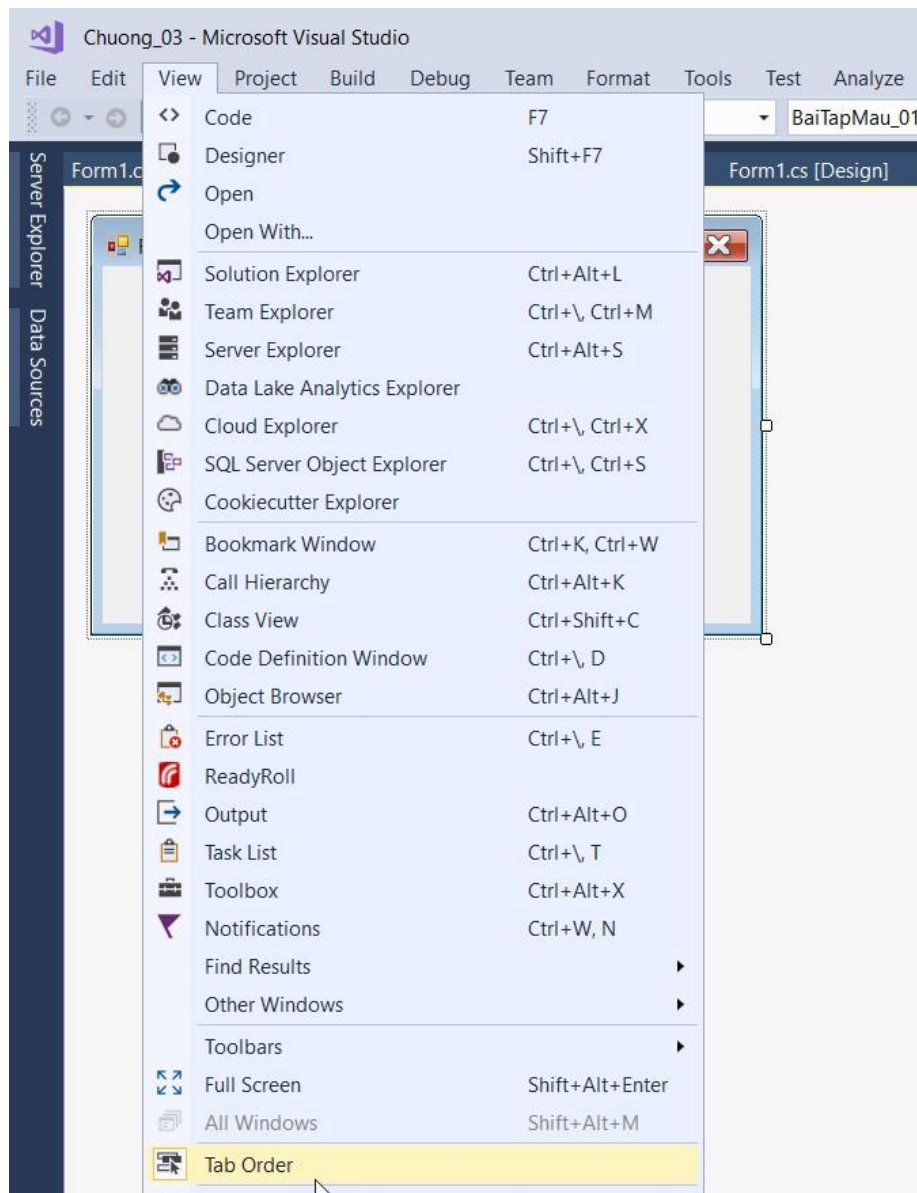 Chuong_03 - Microsoft Visual Studio
File Edit View Project Build Debug Team Format Tools Test Analyze
BaiTapMau_01
Server Explorer
Data Sources
Form1.c
Form1.cs [Design]
Code F7
Designer Shift+F7
Open
Open With...
Solution Explorer Ctrl+Alt+L
Team Explorer Ctrl+\, Ctrl+M
Server Explorer Ctrl+Alt+S
Data Lake Analytics Explorer
Cloud Explorer Ctrl+\, Ctrl+X
SQL Server Object Explorer Ctrl+\, Ctrl+S
Cookiecutter Explorer
Bookmark Window Ctrl+K, Ctrl+W
Call Hierarchy Ctrl+Alt+K
Class View Ctrl+Shift+C
Code Definition Window Ctrl+\, D
Object Browser Ctrl+Alt+J
Error List Ctrl+\, E
ReadyRoll
Output Ctrl+Alt+O
Task List Ctrl+\, T
Toolbox Ctrl+Alt+X
Notifications Ctrl+W, N
Find Results
Other Windows
Toolbars
Full Screen Shift+Alt+Enter
All Windows Shift+Alt+M
Tab Order